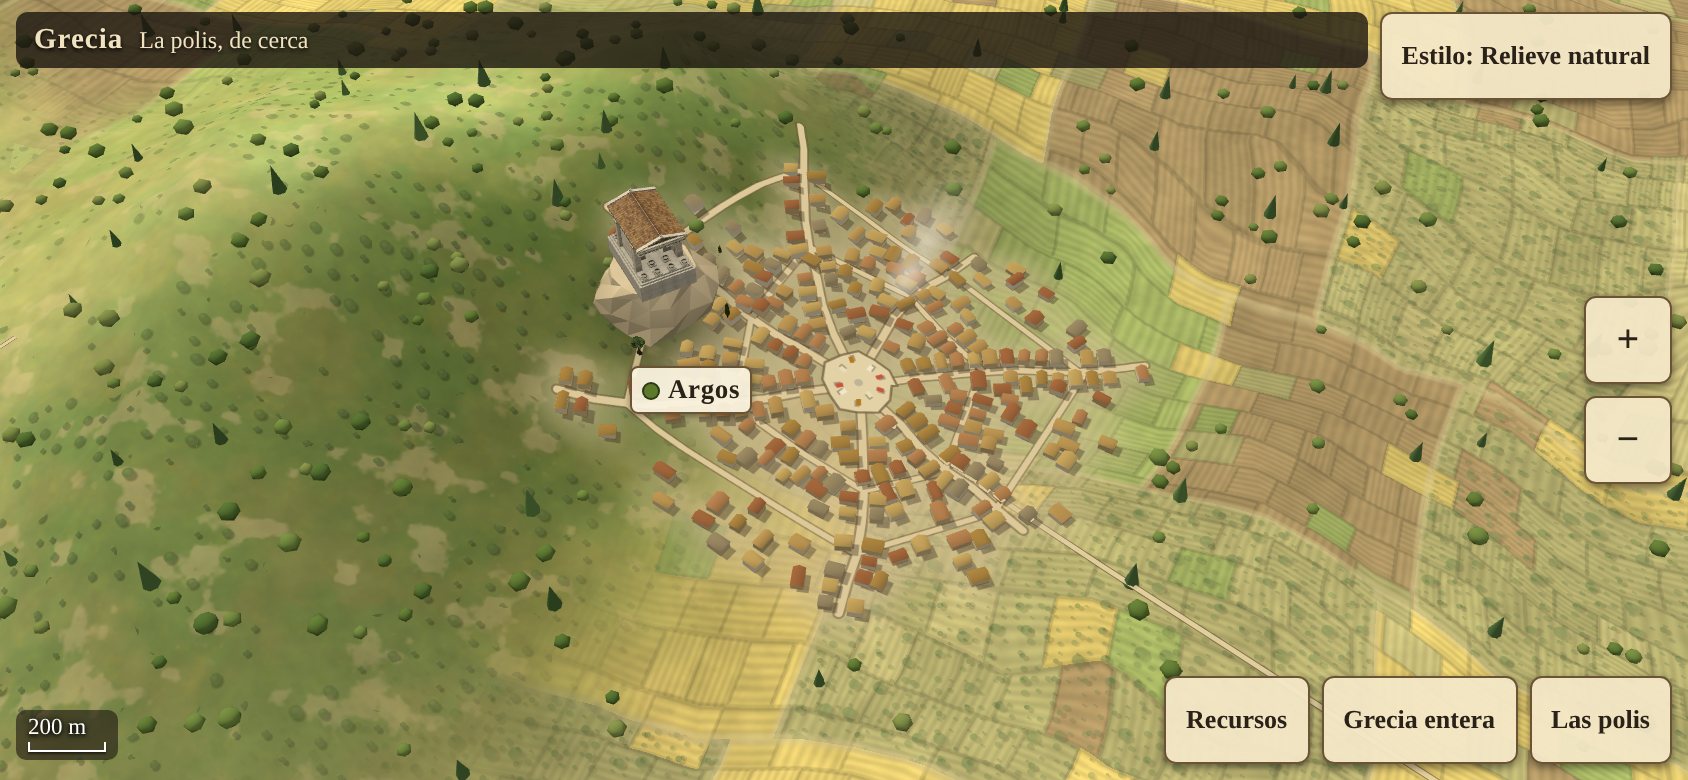 Grecia La polis, de cerca
Estilo: Relieve natural
+
Argos
−
200 m
Recursos
Grecia entera
Las polis